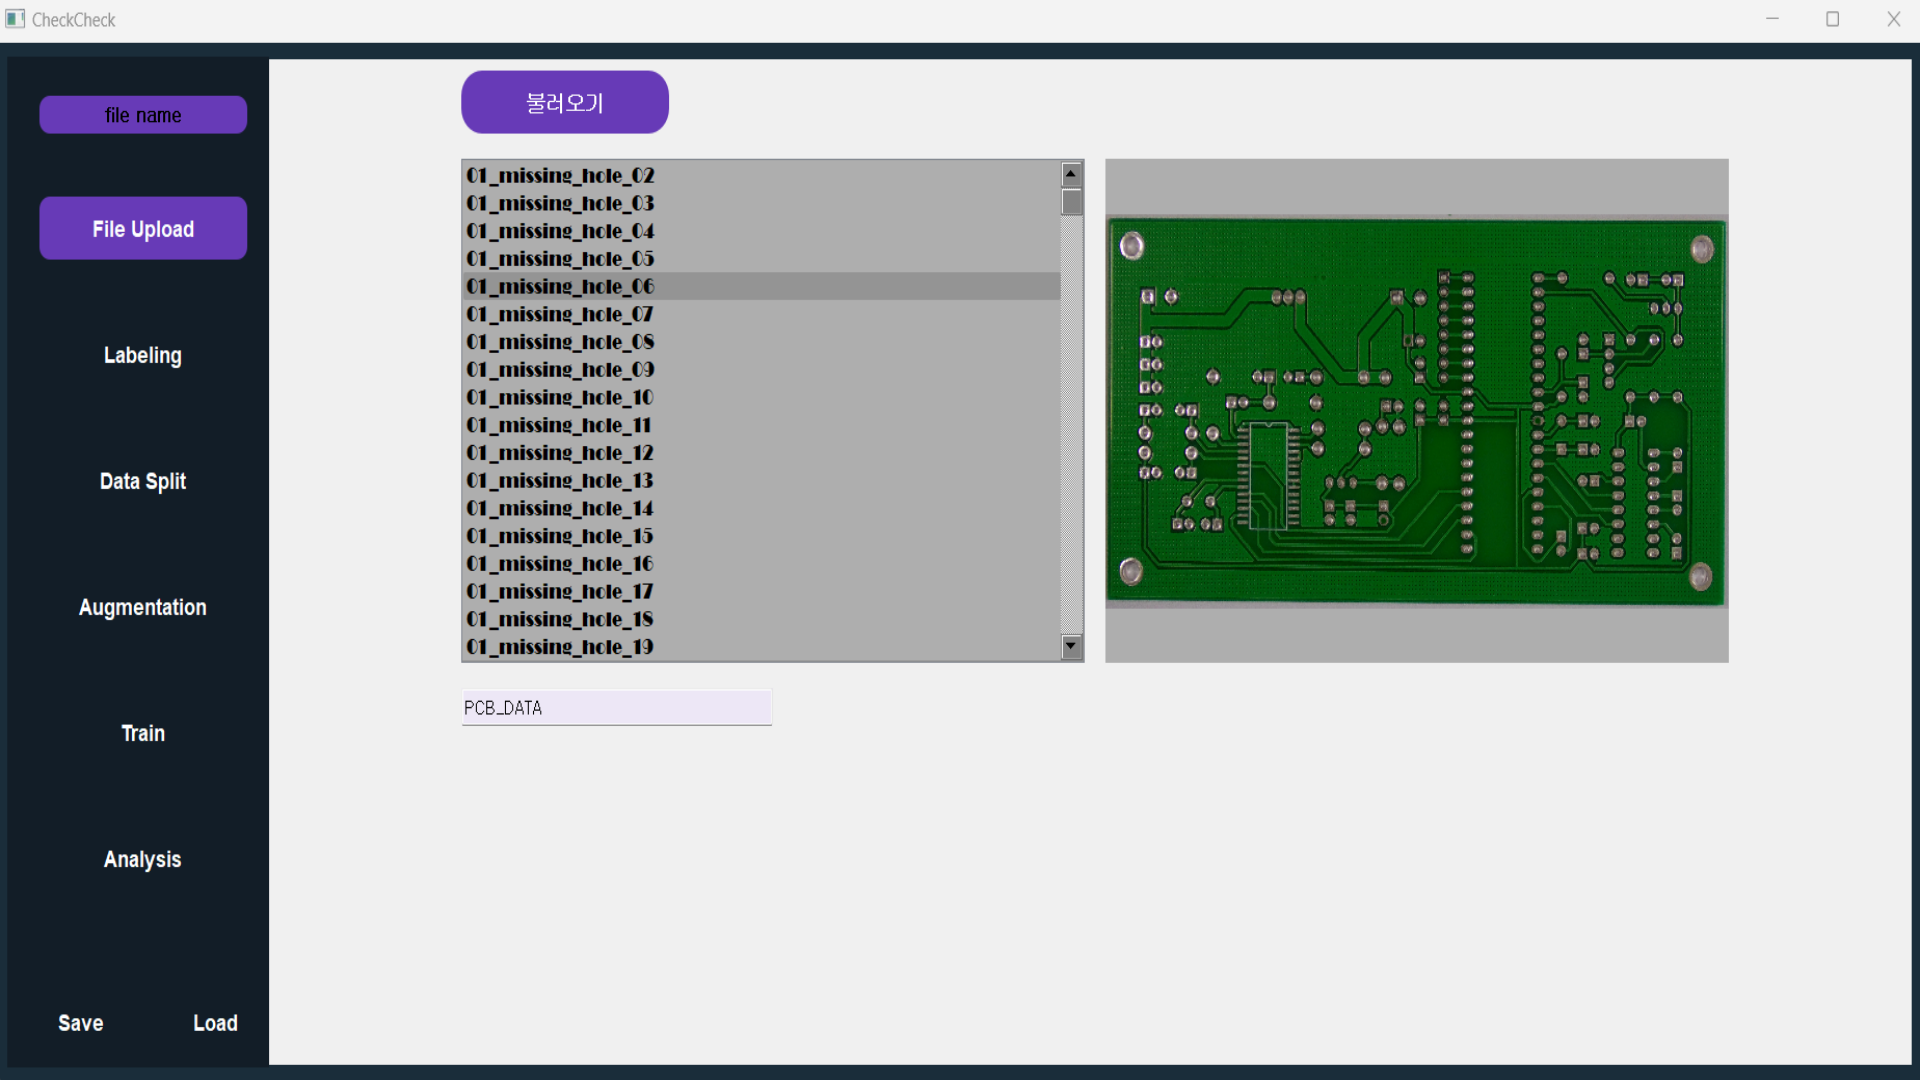 CheckCheck
file name
File Upload
Labeling
Data Split
Augmentation
Train
Analysis
Save
Load
불러오기
01_missing_hole_02
01_missing_hole_03
01_missing_hole_04
01_missing_hole_05
01_missing_hole_06
01_missing_hole_07
01_missing_hole_08
01_missing_hole_09
01_missing_hole_10
01_missing_hole_11
01_missing_hole_12
01_missing_hole_13
01_missing_hole_14
01_missing_hole_15
01_missing_hole_16
01_missing_hole_17
01_missing_hole_18
01_missing_hole_19
PCB_DATA